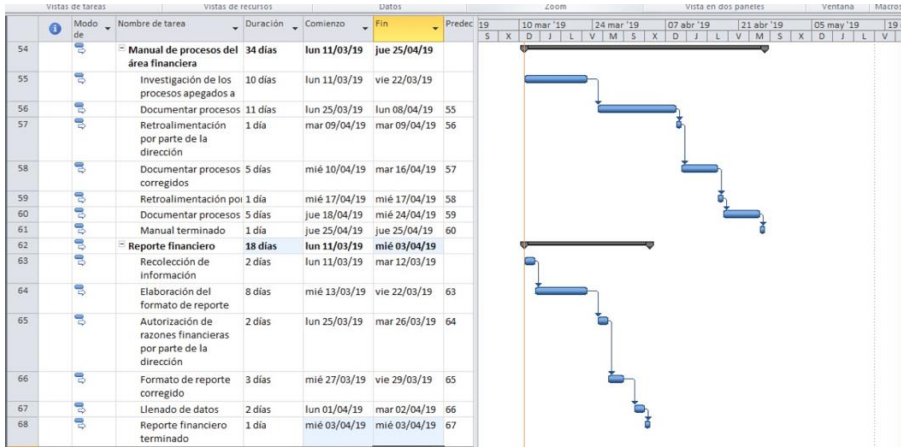 Vistas de tareas Vistas de recursos Datos Zoom Vista en dos paneles Ventana Macros
Modo de Nombre de tarea Duración Comienzo Fin Predec
19 10 mar '19 24 mar '19 07 abr '19 21 abr '19 05 may '19 19
S X D J L V M S X D J L V M S X D J L V
54 Manual de procesos del área financiera 34 días lun 11/03/19 jue 25/04/19
55 Investigación de los procesos apegados a 10 días lun 11/03/19 vie 22/03/19
56 Documentar procesos 11 días lun 25/03/19 lun 08/04/19 55
57 Retroalimentación por parte de la dirección 1 día mar 09/04/19 mar 09/04/19 56
58 Documentar procesos corregidos 5 días mié 10/04/19 mar 16/04/19 57
59 Retroalimentación por 1 día mié 17/04/19 mié 17/04/19 58
60 Documentar procesos 5 días jue 18/04/19 mié 24/04/19 59
61 Manual terminado 1 día jue 25/04/19 jue 25/04/19 60
62 Reporte financiero 18 días lun 11/03/19 mié 03/04/19
63 Recolección de información 2 días lun 11/03/19 mar 12/03/19
64 Elaboración del formato de reporte 8 días mié 13/03/19 vie 22/03/19 63
65 Autorización de razones financieras por parte de la dirección 2 días lun 25/03/19 mar 26/03/19 64
66 Formato de reporte corregido 3 días mié 27/03/19 vie 29/03/19 65
67 Llenado de datos 2 días lun 01/04/19 mar 02/04/19 66
68 Reporte financiero terminado 1 día mié 03/04/19 mié 03/04/19 67